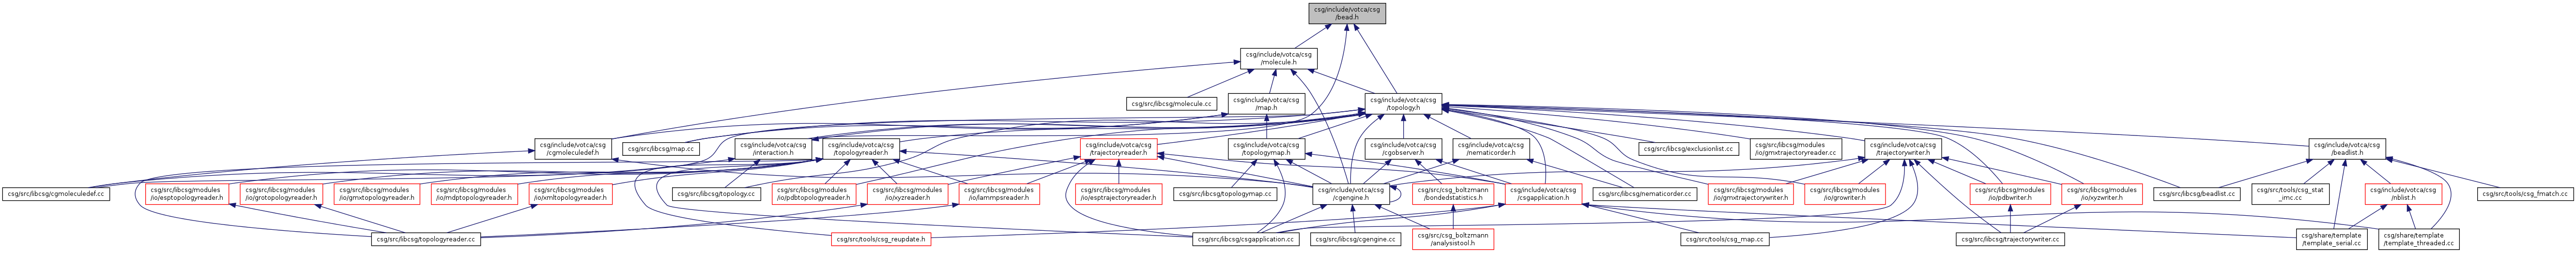 csg/include/votca/csg
/bead.h
csg/include/votca/csg
/molecule.h
csg/src/libcsg/molecule.cc
csg/include/votca/csg
/map.h
csg/include/votca/csg
/topology.h
csg/include/votca/csg
/cgmoleculedef.h
csg/src/libcsg/map.cc
csg/include/votca/csg
/interaction.h
csg/include/votca/csg
/topologyreader.h
csg/include/votca/csg
/trajectoryreader.h
csg/include/votca/csg
/topologymap.h
csg/include/votca/csg
/cgobserver.h
csg/include/votca/csg
/nematicorder.h
csg/src/libcsg/exclusionlist.cc
csg/src/libcsg/modules
/io/gmxtrajectoryreader.cc
csg/include/votca/csg
/trajectorywriter.h
csg/include/votca/csg
/beadlist.h
csg/src/libcsg/cgmoleculedef.cc
csg/src/libcsg/modules
/io/esptopologyreader.h
csg/src/libcsg/modules
/io/grotopologyreader.h
csg/src/libcsg/modules
/io/gmxtopologyreader.h
csg/src/libcsg/modules
/io/mdptopologyreader.h
csg/src/libcsg/modules
/io/xmltopologyreader.h
csg/src/libcsg/topology.cc
csg/src/libcsg/modules
/io/pdbtopologyreader.h
csg/src/libcsg/modules
/io/xyzreader.h
csg/src/libcsg/modules
/io/lammpsreader.h
csg/src/libcsg/modules
/io/esptrajectoryreader.h
csg/src/libcsg/topologymap.cc
csg/include/votca/csg
/cgengine.h
csg/src/csg_boltzmann
/bondedstatistics.h
csg/include/votca/csg
/csgapplication.h
csg/src/libcsg/nematicorder.cc
csg/src/libcsg/modules
/io/gmxtrajectorywriter.h
csg/src/libcsg/modules
/io/growriter.h
csg/src/libcsg/modules
/io/pdbwriter.h
csg/src/libcsg/modules
/io/xyzwriter.h
csg/src/libcsg/beadlist.cc
csg/src/tools/csg_stat
_imc.cc
csg/include/votca/csg
/nblist.h
csg/src/tools/csg_fmatch.cc
csg/src/libcsg/topologyreader.cc
csg/src/tools/csg_reupdate.h
csg/src/libcsg/csgapplication.cc
csg/src/libcsg/cgengine.cc
csg/src/csg_boltzmann
/analysistool.h
csg/src/tools/csg_map.cc
csg/src/libcsg/trajectorywriter.cc
csg/share/template
/template_serial.cc
csg/share/template
/template_threaded.cc